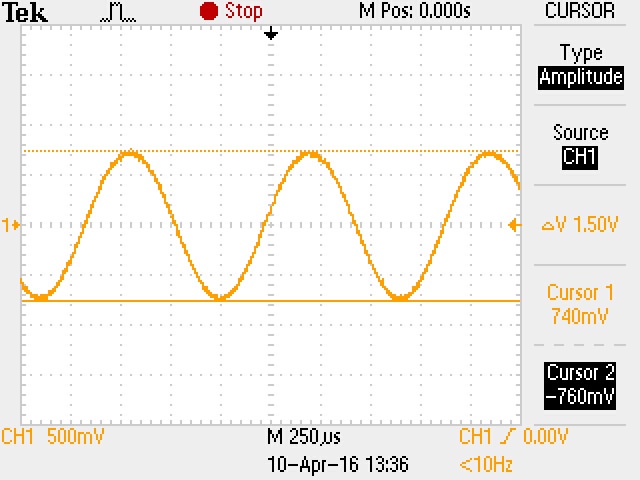 Tek Stop M Pos: 0.000s CURSOR
Type
Amplitude
Source
CH1
1
△V 1.50V
Cursor 1
740mV
Cursor 2
-760mV
CH1 500mV M 250µs CH1 0.00V
10-Apr-16 13:36 <10Hz